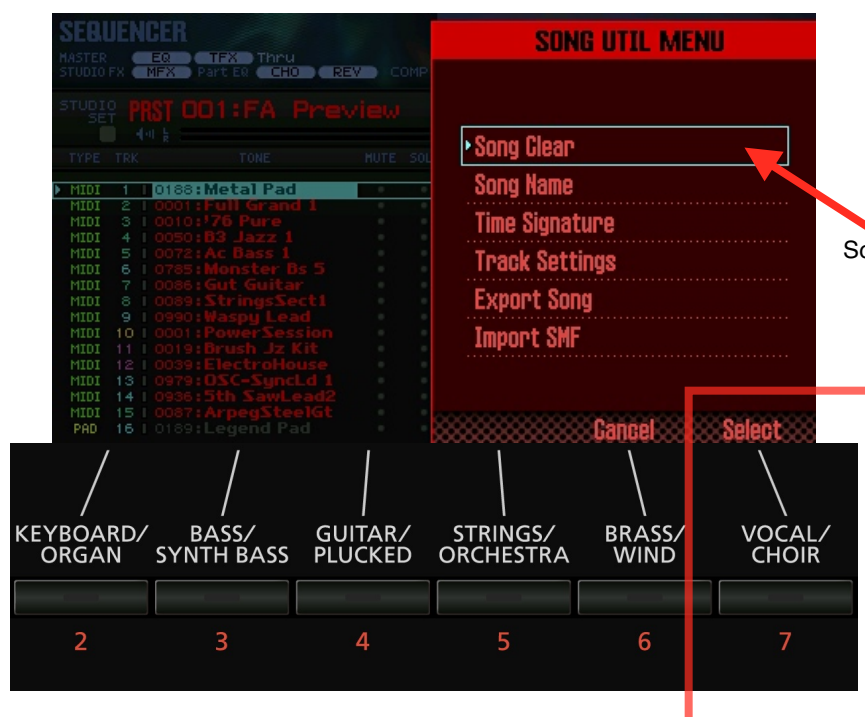 SEQUENCER
MASTER EQ TFX Thru
STUDIO FX MFX Part EQ CHO REV COMP
STUDIO SET PRST 001:FA Preview
L R
TYPE TRK TONE MUTE SOL
MIDI 1 0188:Metal Pad
MIDI 2 0001:Full Grand 1
MIDI 3 0010:'76 Pure
MIDI 4 0050:B3 Jazz 1
MIDI 5 0072:Ac Bass 1
MIDI 6 0785:Monster Bs 5
MIDI 7 0086:Gut Guitar
MIDI 8 0089:StringsSect1
MIDI 9 0990:Waspy Lead
MIDI 10 0001:PowerSession
MIDI 11 0019:Brush Jz Kit
MIDI 12 0039:ElectroHouse
MIDI 13 0979:OSC-SyncLd 1
MIDI 14 0936:5th SawLead2
MIDI 15 0087:ArpegSteelGt
PAD 16 0189:Legend Pad
SONG UTIL MENU
Song Clear
Song Name
Time Signature
Track Settings
Export Song
Import SMF
Cancel Select
So
KEYBOARD/ ORGAN
BASS/ SYNTH BASS
GUITAR/ PLUCKED
STRINGS/ ORCHESTRA
BRASS/ WIND
VOCAL/ CHOIR
2 3 4 5 6 7